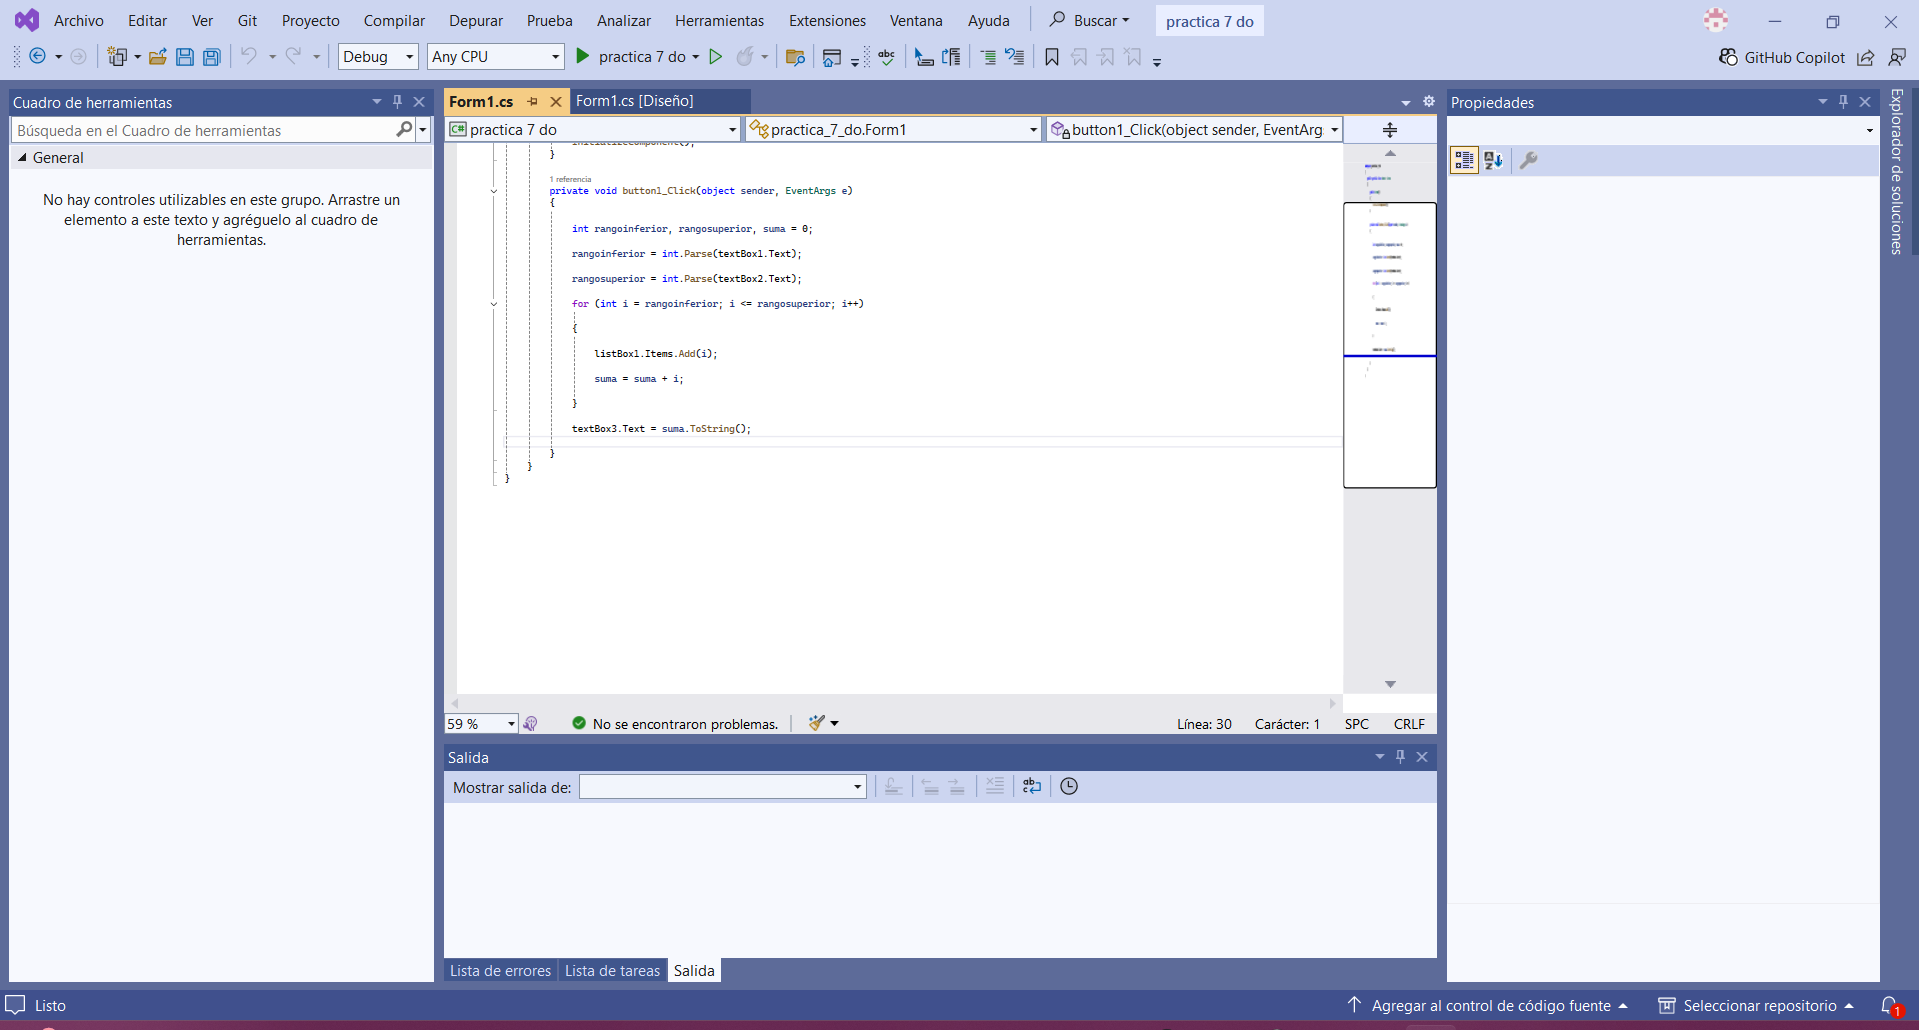 Archivo Editar Ver Git Proyecto Compilar Depurar Prueba Analizar Herramientas Extensiones Ventana Ayuda Buscar practica 7 do
Debug Any CPU practica 7 do GitHub Copilot
Cuadro de herramientas
Búsqueda en el Cuadro de herramientas
General
No hay controles utilizables en este grupo. Arrastre un
elemento a este texto y agréguelo al cuadro de
herramientas.
Form1.cs Form1.cs [Diseño]
practica 7 do practica_7_do.Form1 button1_Click(object sender, EventArg
}
1 referencia
private void button1_Click(object sender, EventArgs e)
{
int rangoinferior, rangosuperior, suma = 0;
rangoinferior = int.Parse(textBox1.Text);
rangosuperior = int.Parse(textBox2.Text);
for (int i = rangoinferior; i <= rangosuperior; i++)
{
listBox1.Items.Add(i);
suma = suma + i;
}
textBox3.Text = suma.ToString();
}
}
}
59 % No se encontraron problemas. Línea: 30 Carácter: 1 SPC CRLF
Salida
Mostrar salida de:
Lista de errores Lista de tareas Salida
Propiedades
Explorador de soluciones
Listo Agregar al control de código fuente Seleccionar repositorio 1